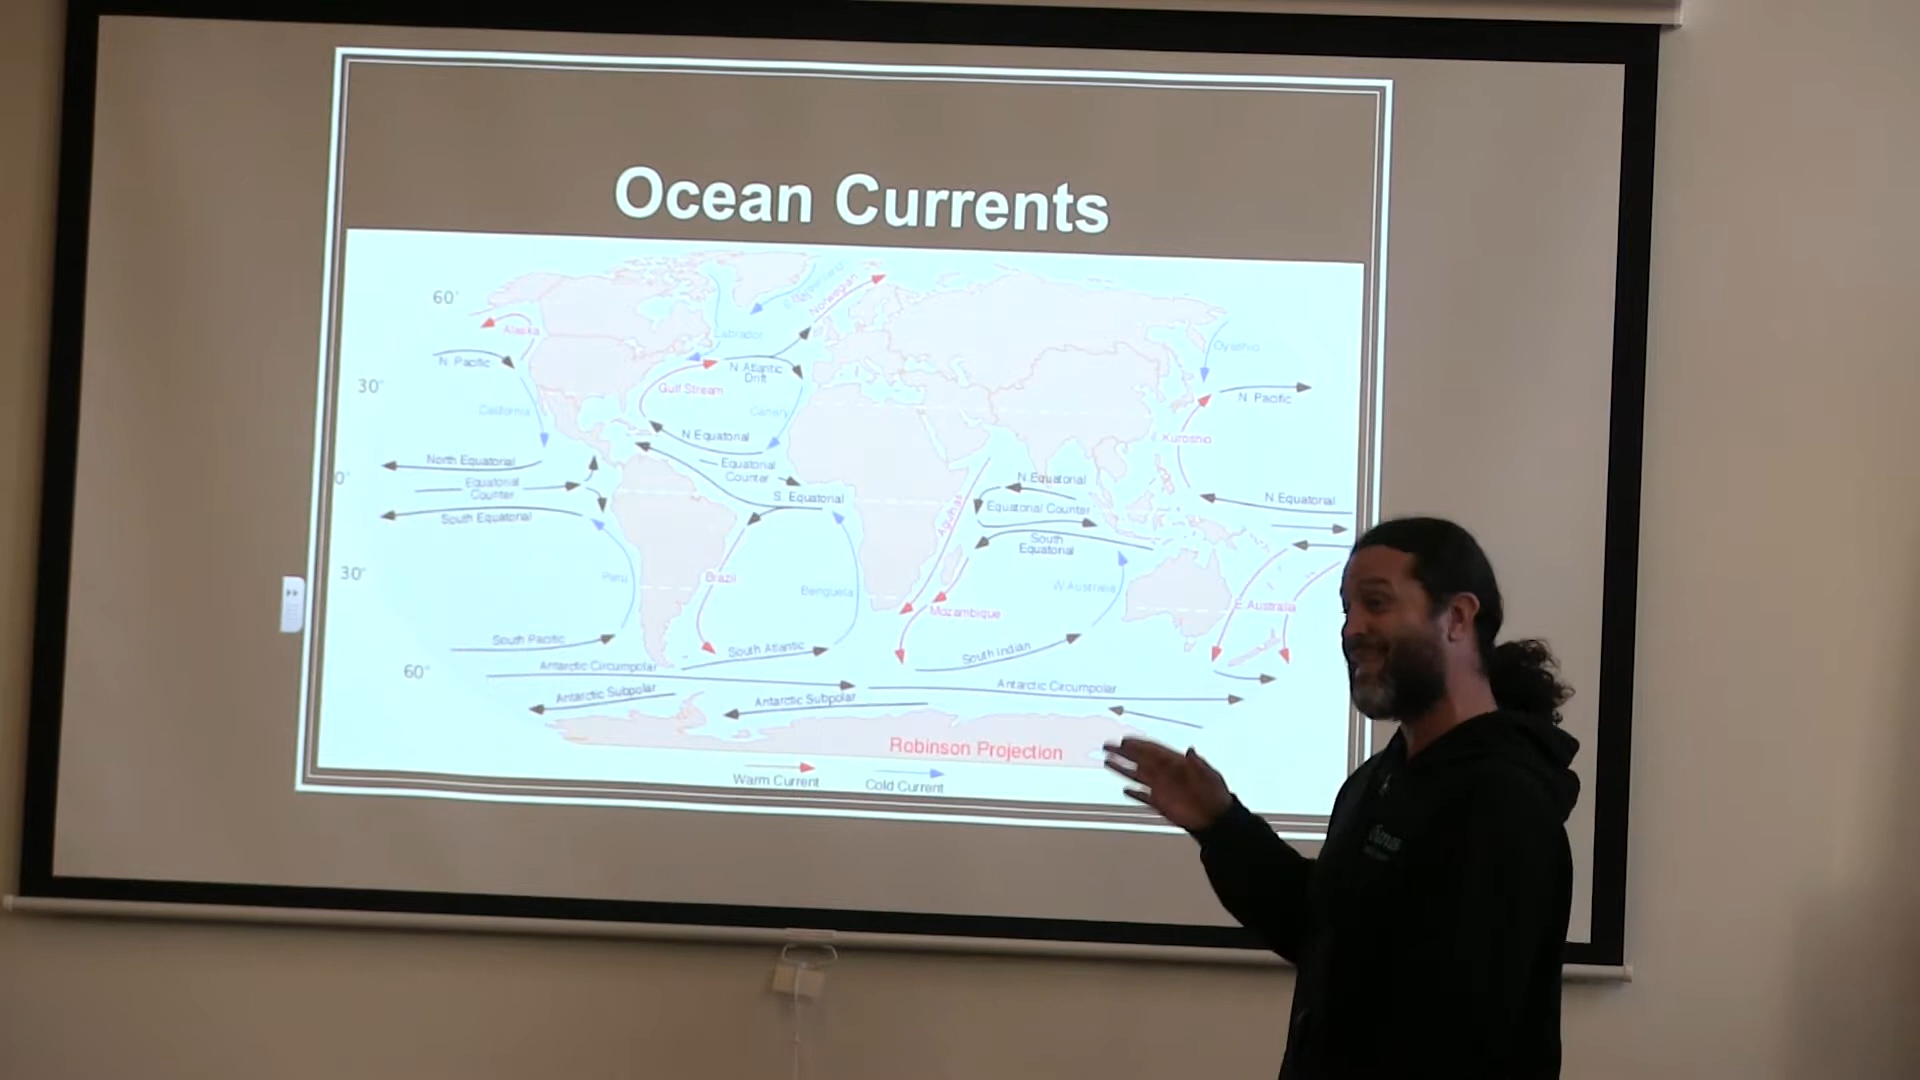 Ocean Currents
60°
Alaska
N. Pacific
Labrador
Norwegian
N. Atlantic
Drift
Gulf Stream
Oyashio
N. Pacific
30°
California
Canary
Kuroshio
N. Equatorial
North Equatorial
Equatorial
Counter
Equatorial
Counter
S. Equatorial
South Equatorial
0°
N. Equatorial
Equatorial Counter
South
Equatorial
N. Equatorial
Agulhas
30°
Peru
Brazil
Benguela
Mozambique
W. Australia
E. Australia
South Pacific
South Atlantic
South Indian
60°
Antarctic Circumpolar
Antarctic Circumpolar
Antarctic Subpolar
Antarctic Subpolar
Robinson Projection
Warm Current
Cold Current